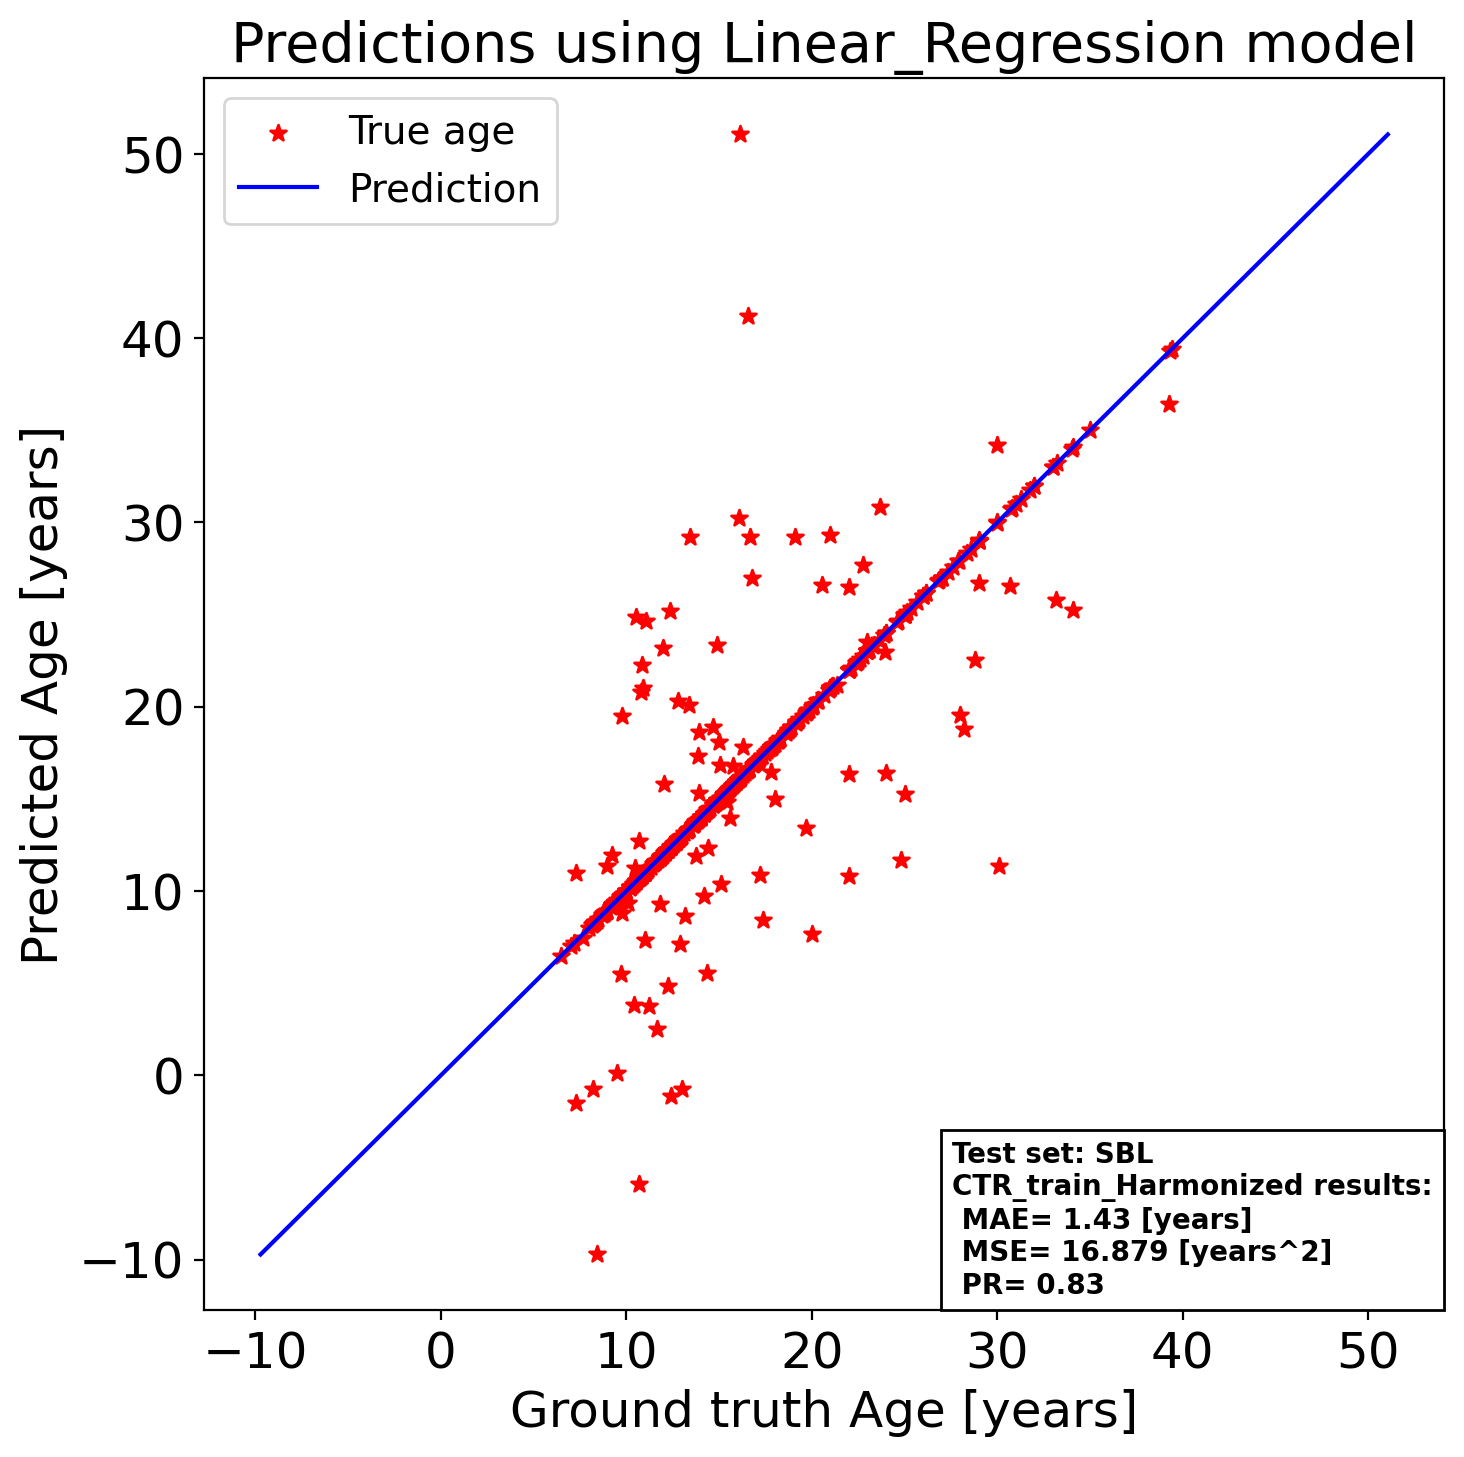 Predictions using Linear_Regression model
True age
Prediction
50
40
30
20
10
0
−10
Predicted Age [years]
Test set: SBL
CTR_train_Harmonized results:
MAE= 1.43 [years]
MSE= 16.879 [years^2]
PR= 0.83
−10 0 10 20 30 40 50
Ground truth Age [years]